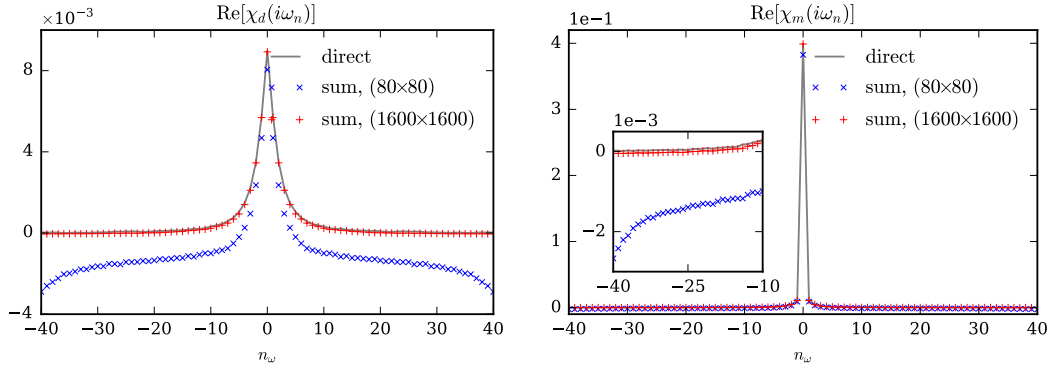 Re[χ_d(iω_n)]
×10^−3
8
4
0
−4
−40 −30 −20 −10 0 10 20 30 40
n_ω
direct
sum, (80×80)
sum, (1600×1600)
Re[χ_m(iω_n)]
1e−1
4
3
2
1
0
−40 −30 −20 −10 0 10 20 30 40
n_ω
direct
sum, (80×80)
sum, (1600×1600)
1e−3
0
−2
−40 −25 −10